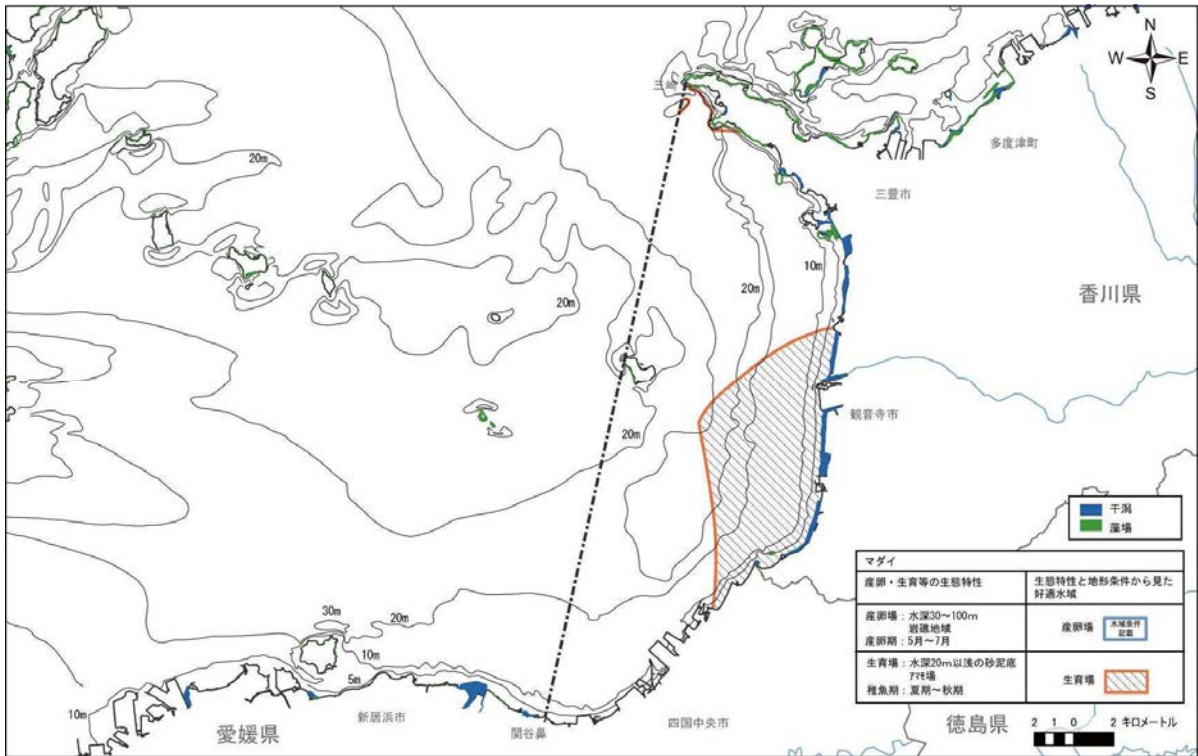 N
W E
S
三崎
20m
多度津町
三豊市
10m
20m
香川県
20m
20m
観音寺市
干潟
藻場
マダイ
産卵・生育等の生態特性
生態特性と地形条件から見た
好適水域
産卵場：水深30～100m
岩礁地域
産卵期：5月～7月
産卵場
水域条件
記載
生育場：水深20m以浅の砂泥底
アマモ場
稚魚期：夏期～秋期
生育場
30m
20m
10m
5m
10m
新居浜市
関谷鼻
四国中央市
愛媛県
徳島県
2 1 0 2 キロメートル